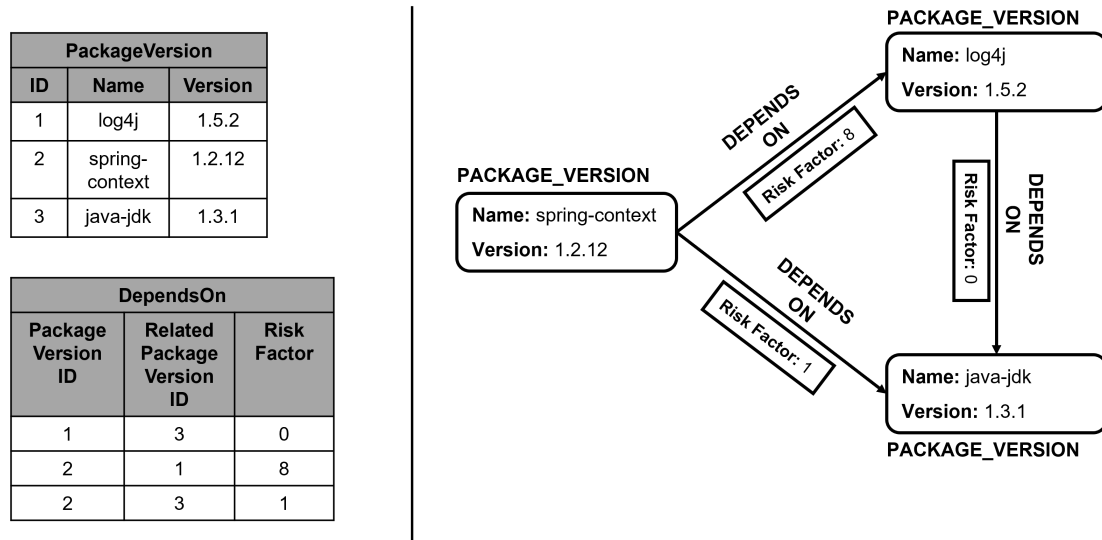 PackageVersion
ID Name Version
1 log4j 1.5.2
2 spring-
context 1.2.12
3 java-jdk 1.3.1
DependsOn
Package
Version
ID
Related
Package
Version
ID
Risk
Factor
1 3 0
2 1 8
2 3 1
PACKAGE_VERSION
Name: spring-context
Version: 1.2.12
DEPENDS
ON
Risk Factor: 8
PACKAGE_VERSION
Name: log4j
Version: 1.5.2
DEPENDS
ON
Risk Factor: 0
DEPENDS
ON
Risk Factor: 1
Name: java-jdk
Version: 1.3.1
PACKAGE_VERSION